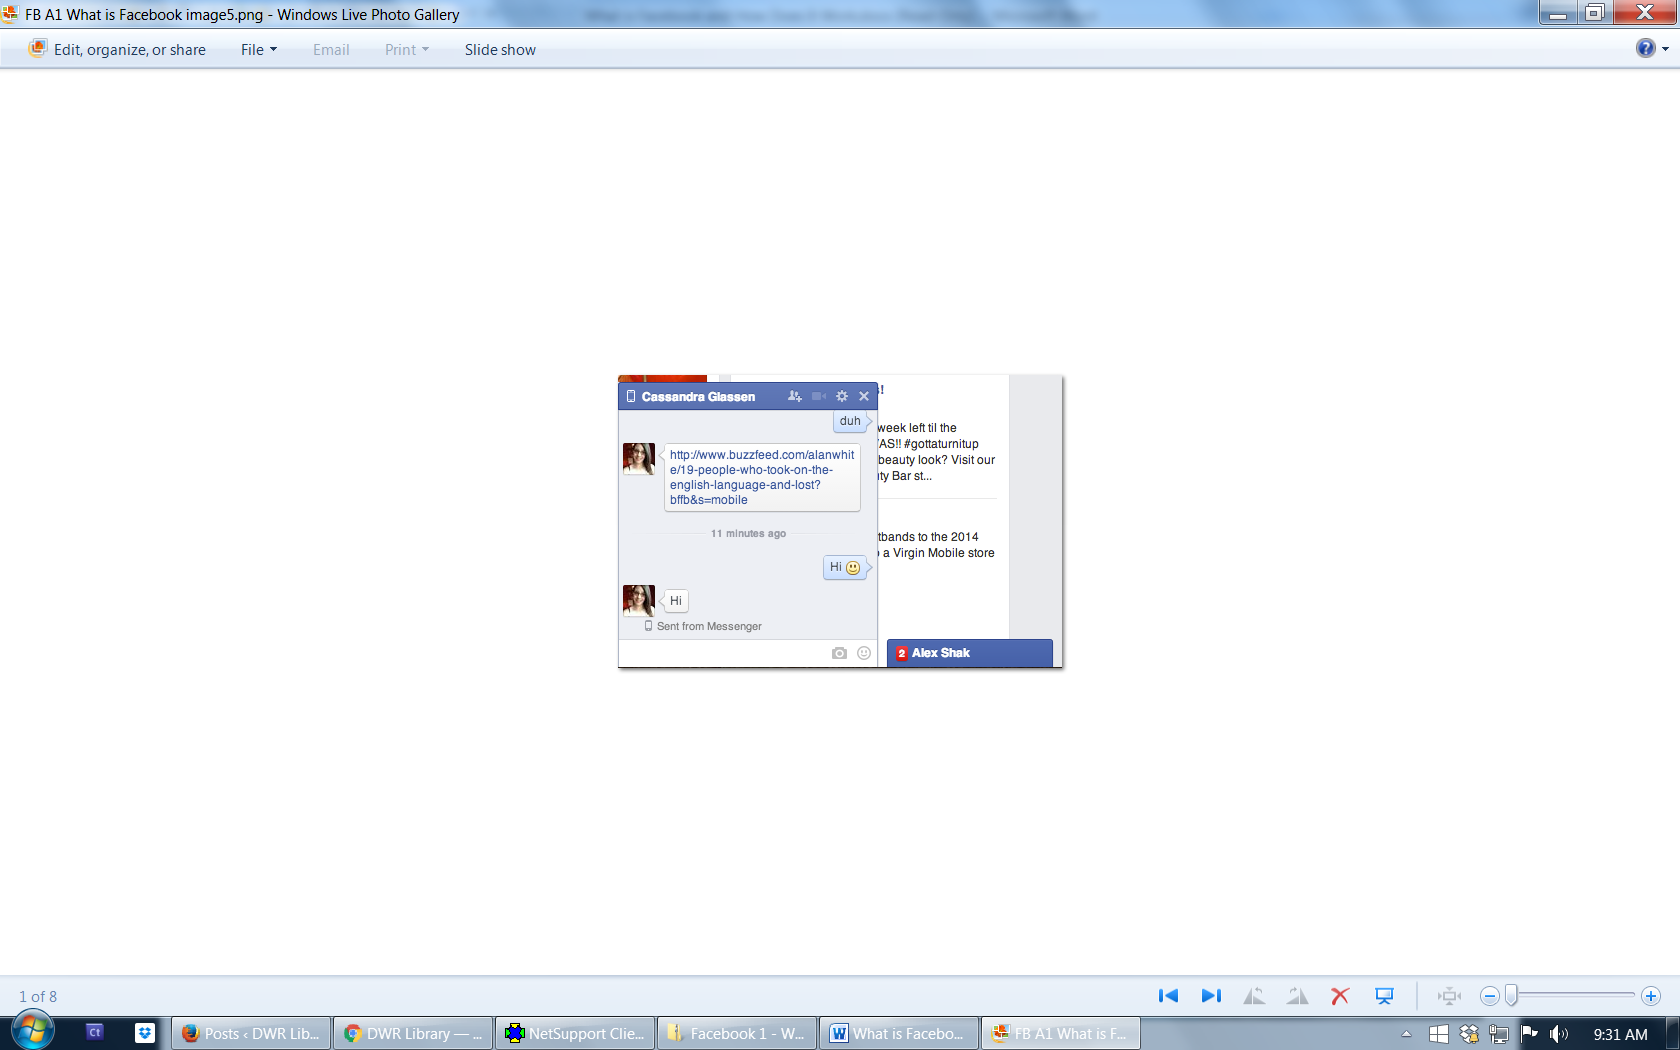 FB A1 What is Facebook image5.png - Windows Live Photo Gallery
Edit, organize, or share File Email Print Slide show
Cassandra Glassen
s!
duh
week left til the
'AS!! #gottaturnitup
beauty look? Visit our
ty Bar st...
http://www.buzzfeed.com/alanwhit
e/19-people-who-took-on-the-
english-language-and-lost?
bffb&s=mobile
11 minutes ago
tbands to the 2014
a Virgin Mobile store
Hi
Hi
Sent from Messenger
2 Alex Shak
1 of 8
Ct
Posts ‹ DWR Lib...
DWR Library — ...
NetSupport Clie...
Facebook 1 - W...
What is Facebo...
FB A1 What is F...
9:31 AM